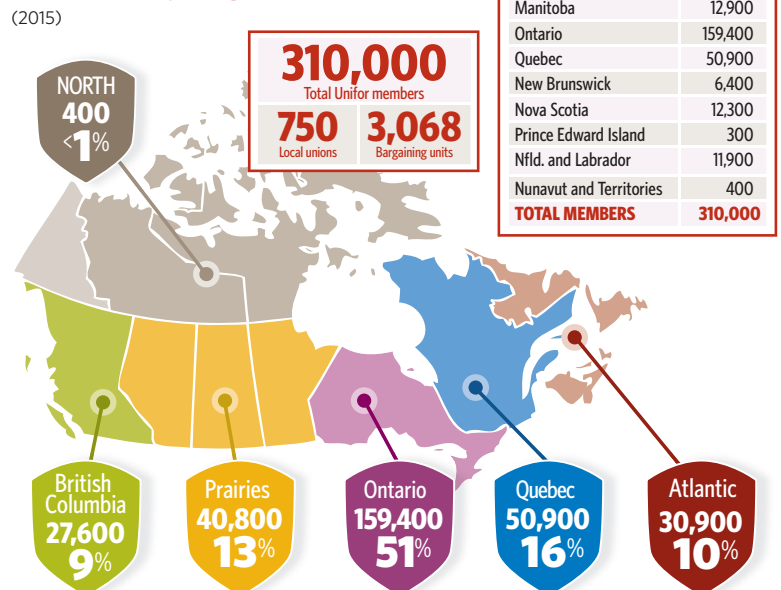 (2015)
310,000
Total Unifor members
750
Local unions
3,068
Bargaining units
Manitoba 12,900
Ontario 159,400
Quebec 50,900
New Brunswick 6,400
Nova Scotia 12,300
Prince Edward Island 300
Nfld. and Labrador 11,900
Nunavut and Territories 400
TOTAL MEMBERS 310,000
NORTH
400
<1%
British
Columbia
27,600
9%
Prairies
40,800
13%
Ontario
159,400
51%
Quebec
50,900
16%
Atlantic
30,900
10%